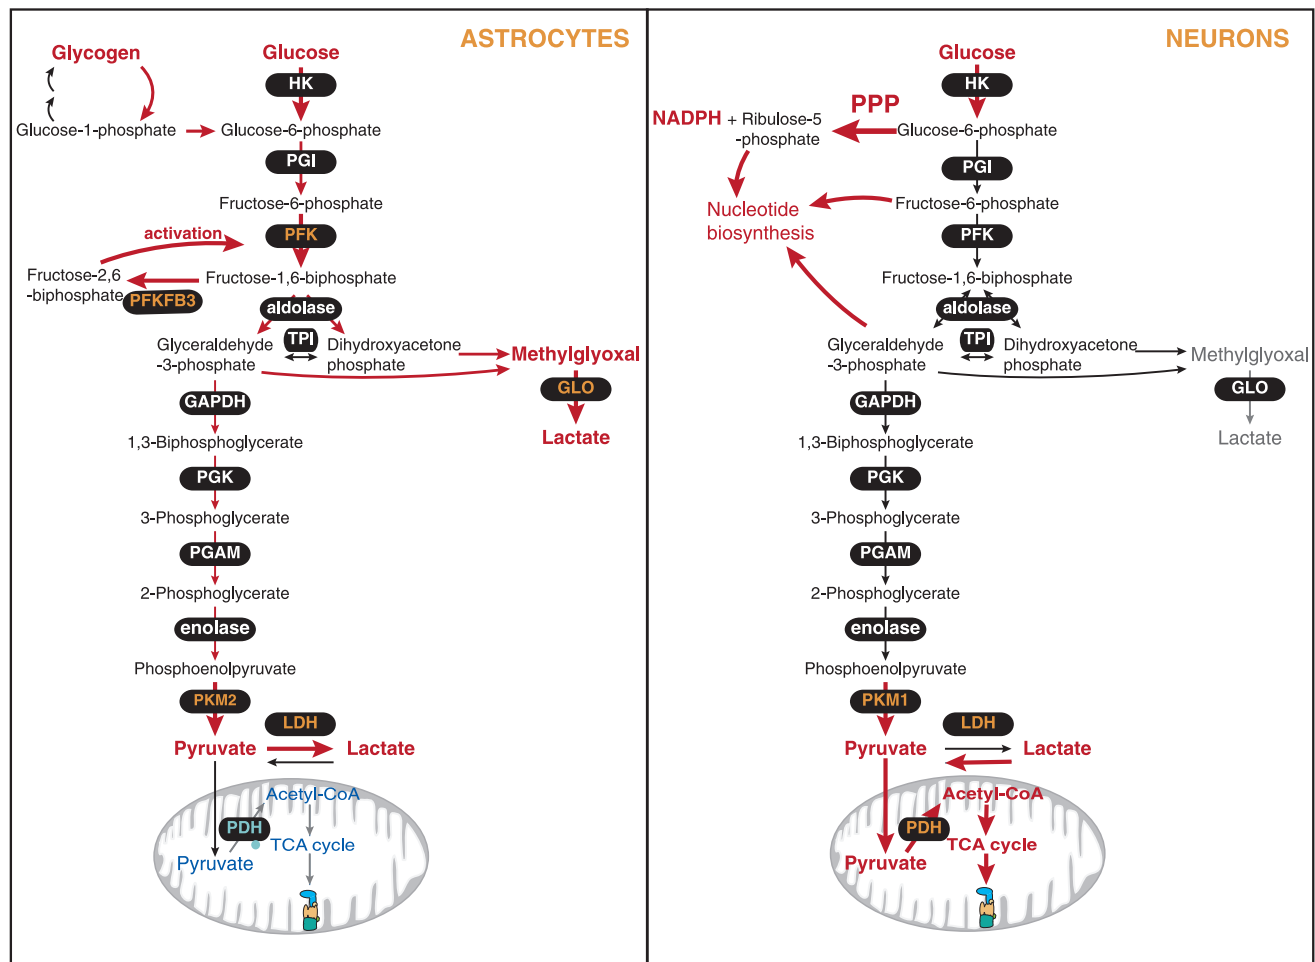 ASTROCYTES
Glycogen
Glucose
HK
Glucose-1-phosphate
Glucose-6-phosphate
PGI
Fructose-6-phosphate
activation
PFK
Fructose-2,6
-biphosphate
PFKFB3
Fructose-1,6-biphosphate
aldolase
TPI
Glyceraldehyde
-3-phosphate
Dihydroxyacetone
phosphate
Methylglyoxal
GLO
Lactate
GAPDH
1,3-Biphosphoglycerate
PGK
3-Phosphoglycerate
PGAM
2-Phosphoglycerate
enolase
Phosphoenolpyruvate
PKM2
LDH
Pyruvate
Lactate
Acetyl-CoA
PDH
TCA cycle
Pyruvate
NEURONS
Glucose
HK
PPP
NADPH + Ribulose-5
-phosphate
Glucose-6-phosphate
PGI
Nucleotide
biosynthesis
Fructose-6-phosphate
PFK
Fructose-1,6-biphosphate
aldolase
TPI
Glyceraldehyde
-3-phosphate
Dihydroxyacetone
phosphate
Methylglyoxal
GLO
Lactate
GAPDH
1,3-Biphosphoglycerate
PGK
3-Phosphoglycerate
PGAM
2-Phosphoglycerate
enolase
Phosphoenolpyruvate
PKM1
LDH
Pyruvate
Lactate
Acetyl-CoA
PDH
TCA cycle
Pyruvate